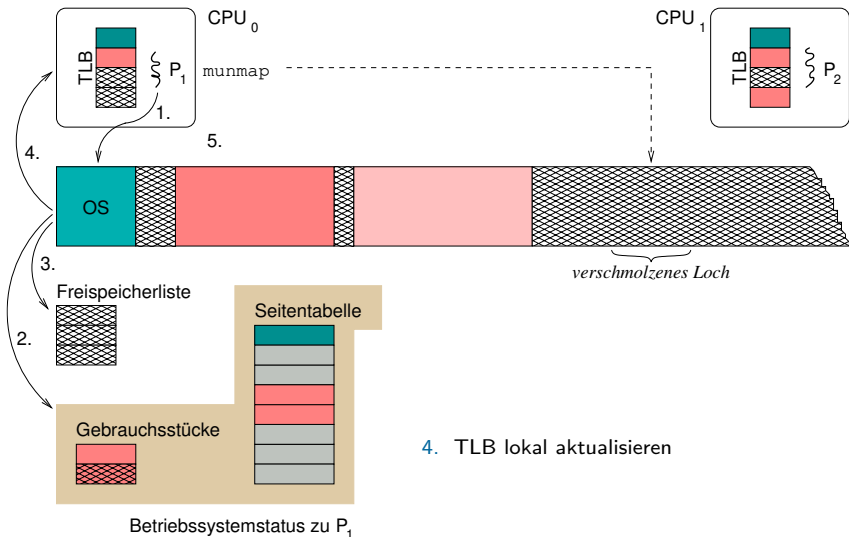 CPU0
CPU1
TLB
P1
munmap
TLB
P2
1.
4.
5.
OS
verschmolzenes Loch
3.
Freispeicherliste
Seitentabelle
2.
Gebrauchsstücke
4. TLB lokal aktualisieren
Betriebssystemstatus zu P1